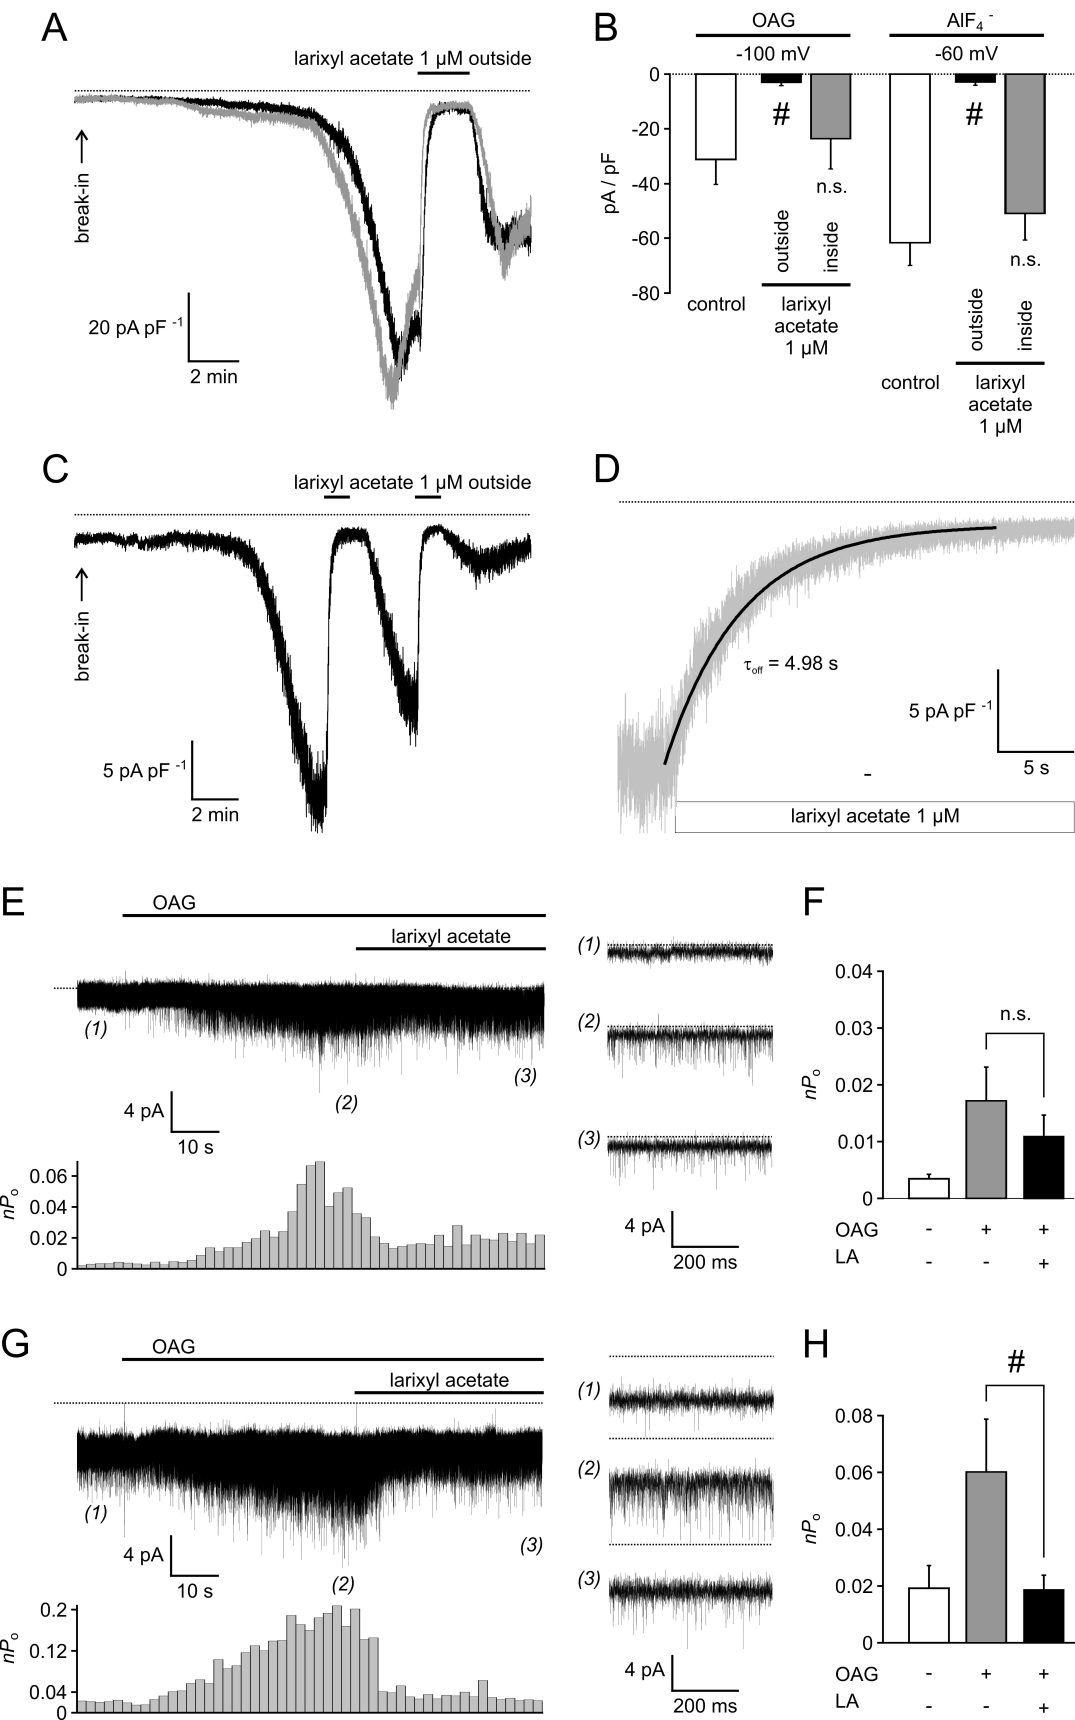 A
larixyl acetate 1 µM outside
break-in
20 pA pF -1
2 min
B
OAG
AlF4 -
-100 mV
-60 mV
0
-20
-40
-60
-80
pA / pF
#
#
n.s.
n.s.
outside
inside
outside
inside
control
larixyl
acetate
1 µM
control
larixyl
acetate
1 µM
C
larixyl acetate 1 µM outside
break-in
5 pA pF -1
2 min
D
τoff = 4.98 s
5 pA pF -1
5 s
-
larixyl acetate 1 µM
E
OAG
larixyl acetate
(1)
(2)
(3)
4 pA
10 s
nPo
0.06
0.04
0.02
0
(1)
(2)
(3)
4 pA
200 ms
F
0.04
0.03
0.02
0.01
0
nPo
n.s.
OAG - + +
LA - - +
G
OAG
larixyl acetate
(1)
(2)
(3)
4 pA
10 s
nPo
0.2
0.12
0.04
0
(1)
(2)
(3)
4 pA
200 ms
H
#
0.08
0.06
0.04
0.02
0
nPo
OAG - + +
LA - - +